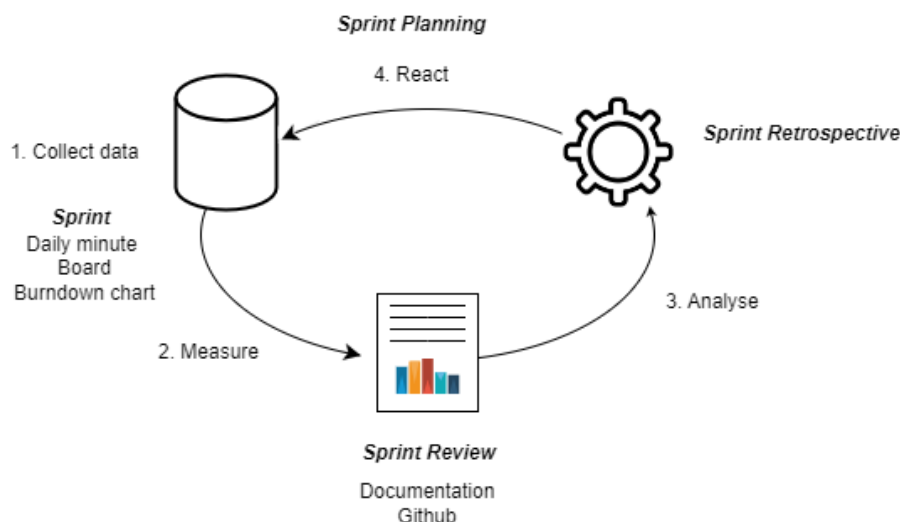 Sprint Planning
4. React
Sprint Retrospective
1. Collect data
Sprint
Daily minute
Board
Burndown chart
2. Measure
3. Analyse
Sprint Review
Documentation
Github